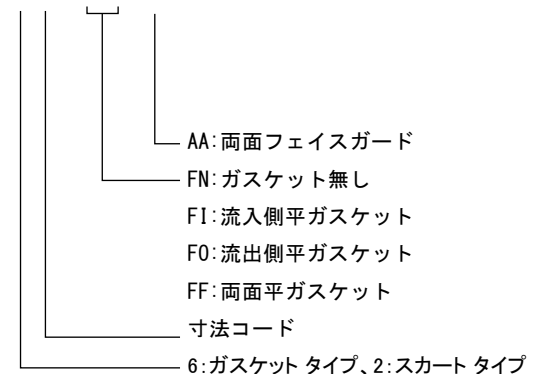 AA:両面フェイスガード
FN:ガスケット無し
FI:流入側平ガスケット
FO:流出側平ガスケット
FF:両面平ガスケット
寸法コード
6:ガスケット タイプ、2:スカート タイプ